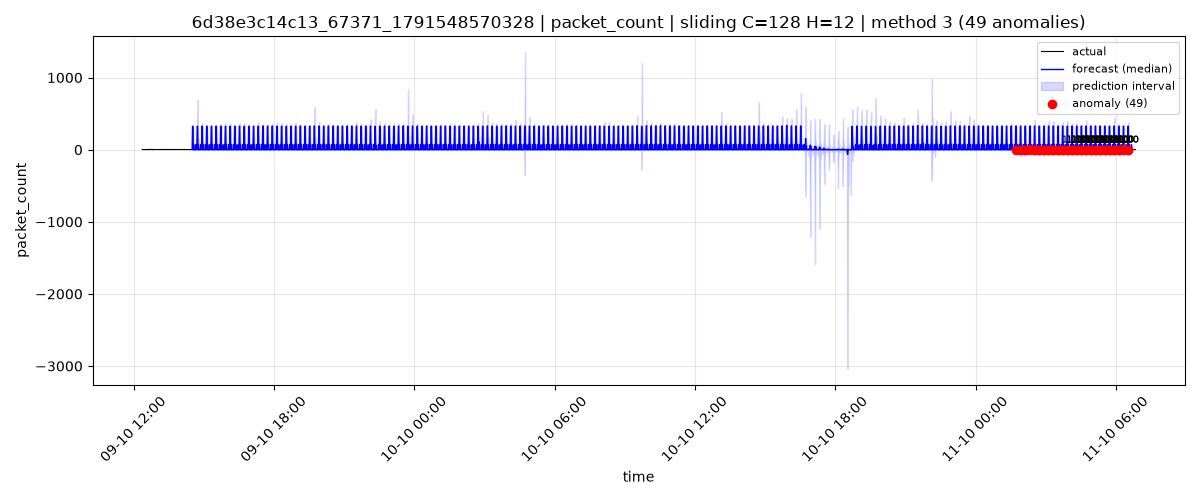 6d38e3c14c13_67371_1791548570328 | packet_count | sliding C=128 H=12 | method 3 (49 anomalies)
actual
forecast (median)
prediction interval
anomaly (49)
packet_count
1000
0
−1000
−2000
−3000
09-10 12:00
09-10 18:00
10-10 00:00
10-10 06:00
10-10 12:00
10-10 18:00
11-10 00:00
11-10 06:00
time